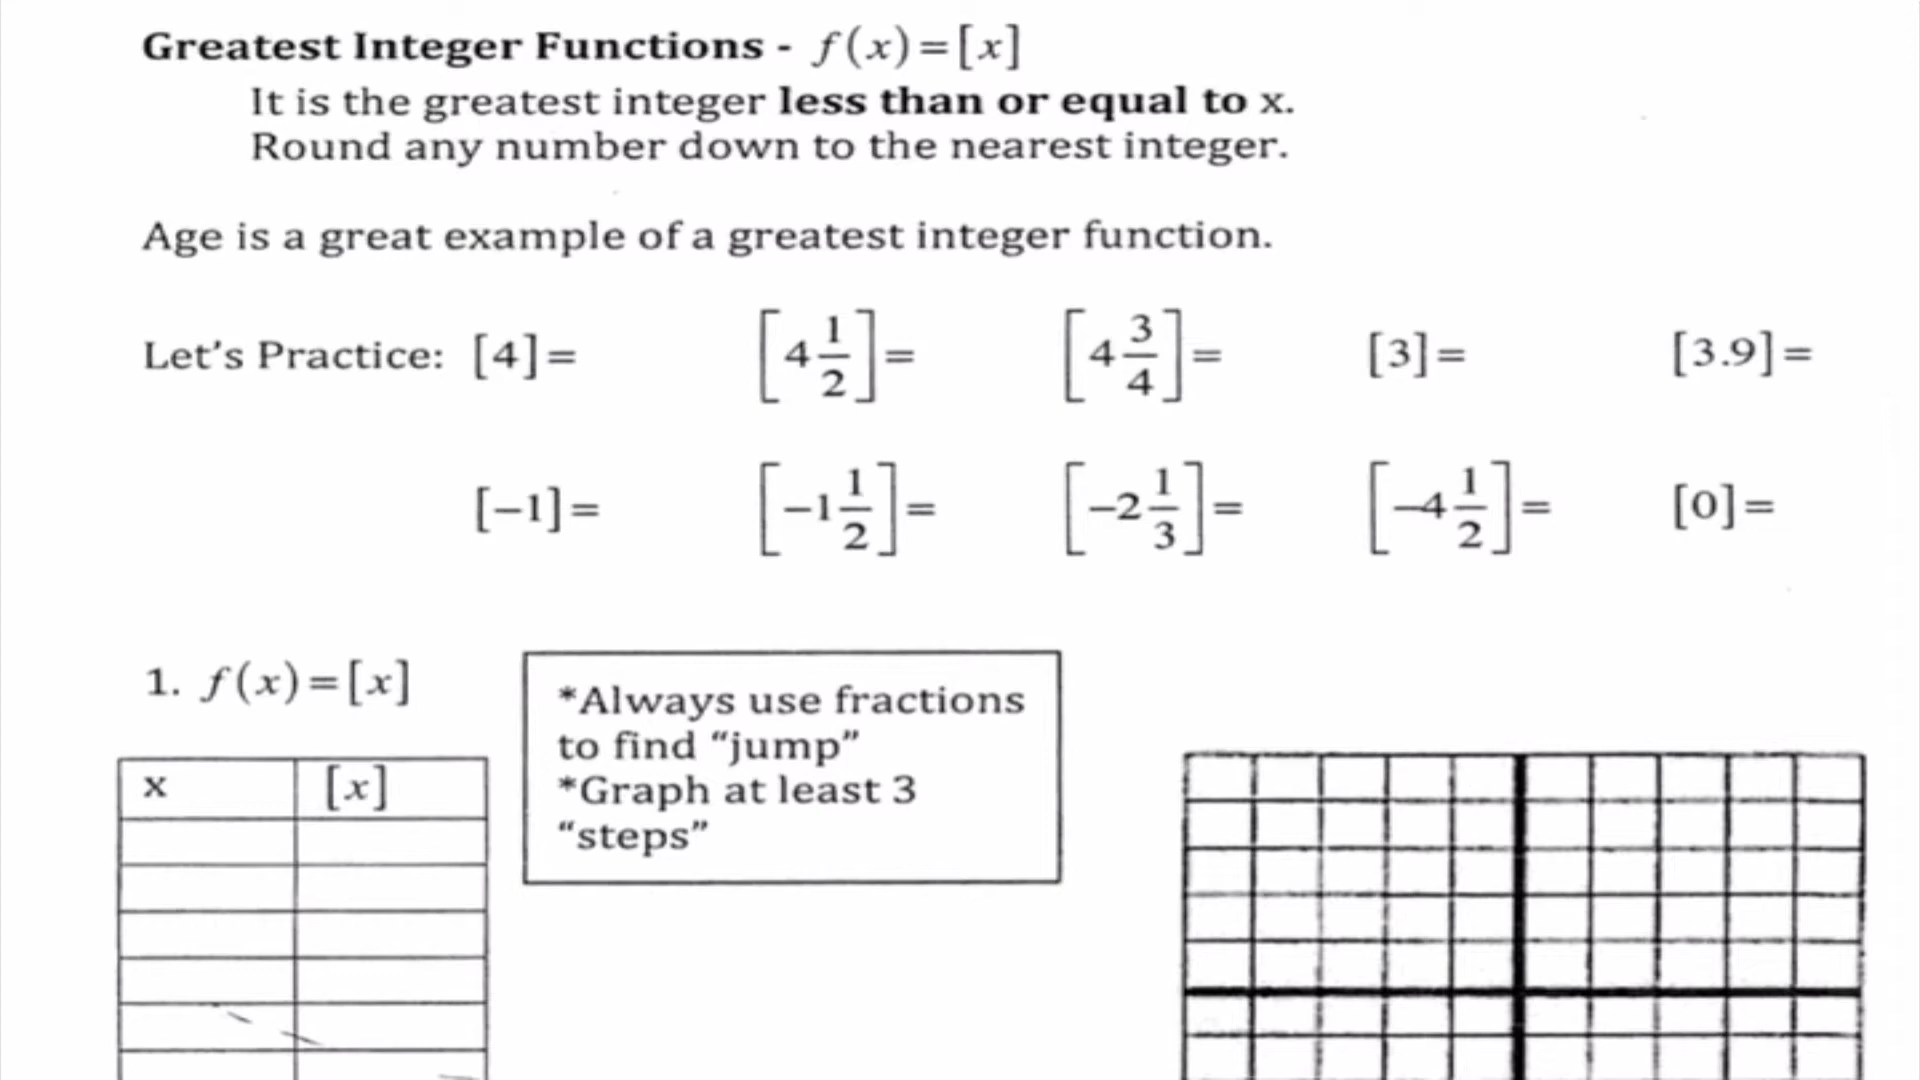 Greatest Integer Functions - f(x)=[x]
It is the greatest integer less than or equal to x.
Round any number down to the nearest integer.
Age is a great example of a greatest integer function.
Let's Practice: [4]= [4 1/2]= [4 3/4]= [3]= [3.9]=
[−1]= [−1 1/2]= [−2 1/3]= [−4 1/2]= [0]=
1. f(x)=[x]
*Always use fractions
to find “jump”
*Graph at least 3
“steps”
x [x]